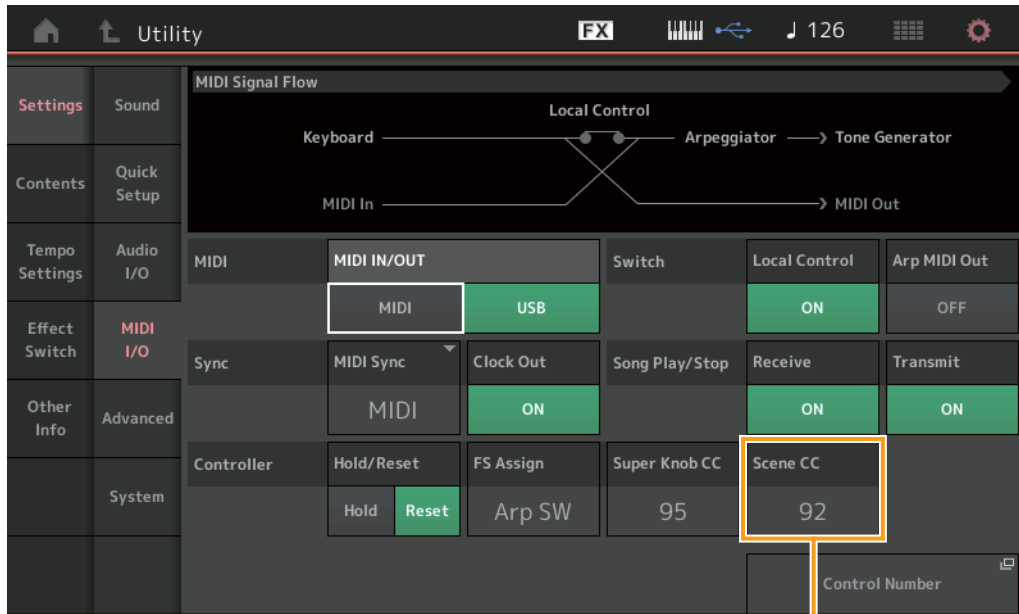 Utility
FX
♩ 126
Settings
Sound
Contents
Quick
Setup
Tempo
Settings
Audio
I/O
Effect
Switch
MIDI
I/O
Other
Info
Advanced
System
MIDI Signal Flow
Local Control
Keyboard
Arpeggiator
Tone Generator
MIDI In
MIDI Out
MIDI
MIDI IN/OUT
MIDI
USB
Switch
Local Control
ON
Arp MIDI Out
OFF
Sync
MIDI Sync
MIDI
Clock Out
ON
Song Play/Stop
Receive
ON
Transmit
ON
Controller
Hold/Reset
Hold
Reset
FS Assign
Arp SW
Super Knob CC
95
Scene CC
92
Control Number